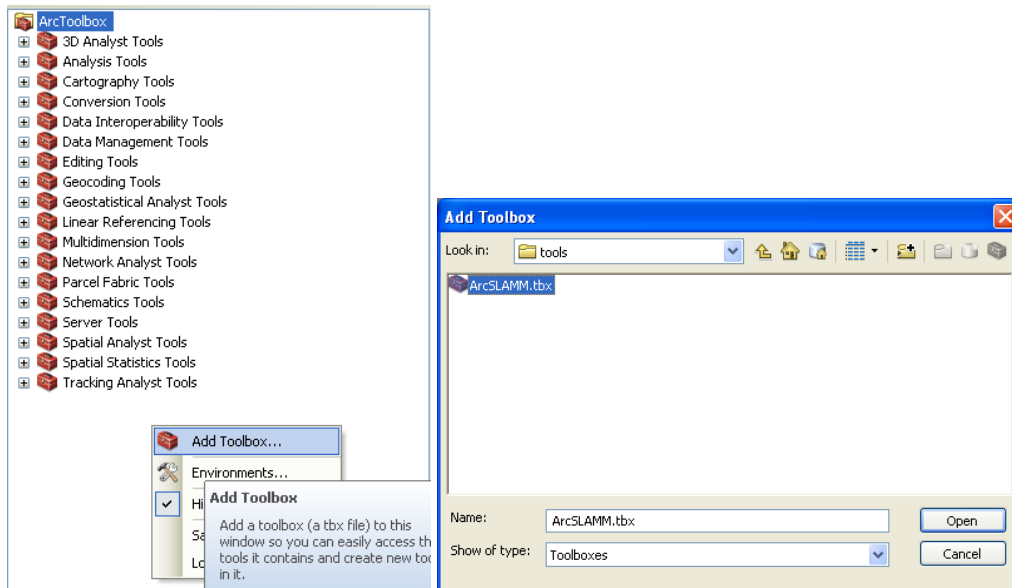 ArcToolbox
3D Analyst Tools
Analysis Tools
Cartography Tools
Conversion Tools
Data Interoperability Tools
Data Management Tools
Editing Tools
Geocoding Tools
Geostatistical Analyst Tools
Linear Referencing Tools
Multidimension Tools
Network Analyst Tools
Parcel Fabric Tools
Schematics Tools
Server Tools
Spatial Analyst Tools
Spatial Statistics Tools
Tracking Analyst Tools
Add Toolbox...
Environments...
Hi
Sa
Lo
Add Toolbox
Add a toolbox (a tbx file) to this
window so you can easily access th
tools it contains and create new too
in it.
Add Toolbox
Look in: tools
ArcSLAMM.tbx
Name: ArcSLAMM.tbx Open
Show of type: Toolboxes Cancel